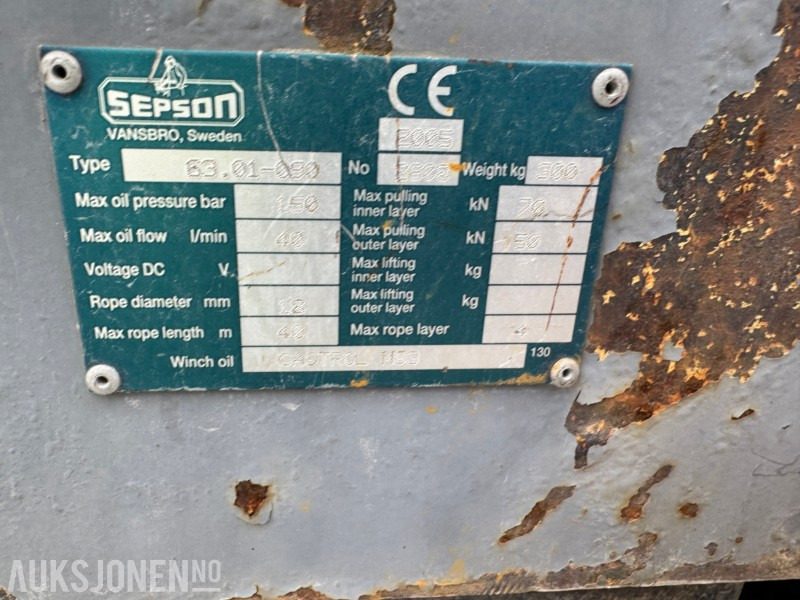 SEPSON
VANSBRO, Sweden
CE
2005
Type 63.01-090 No Weight kg 300
Max oil pressure bar 150 Max pulling inner layer kN 70
Max oil flow l/min 40 Max pulling outer layer kN 50
Voltage DC V Max lifting inner layer kg
Rope diameter mm 12 Max lifting outer layer kg
Max rope length m 40 Max rope layer 4
Winch oil CASTROL 130
AUKSJONEN.NO